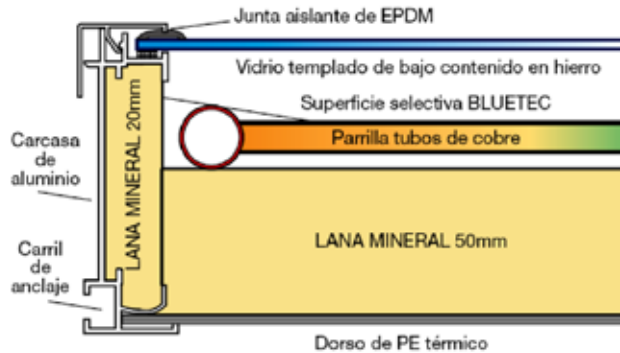 Junta aislante de EPDM
Vidrio templado de bajo contenido en hierro
Superficie selectiva BLUETEC
Parrilla tubos de cobre
Carcasa
de
aluminio
LANA MINERAL 20mm
LANA MINERAL 50mm
Carril
de
anclaje
Dorso de PE térmico